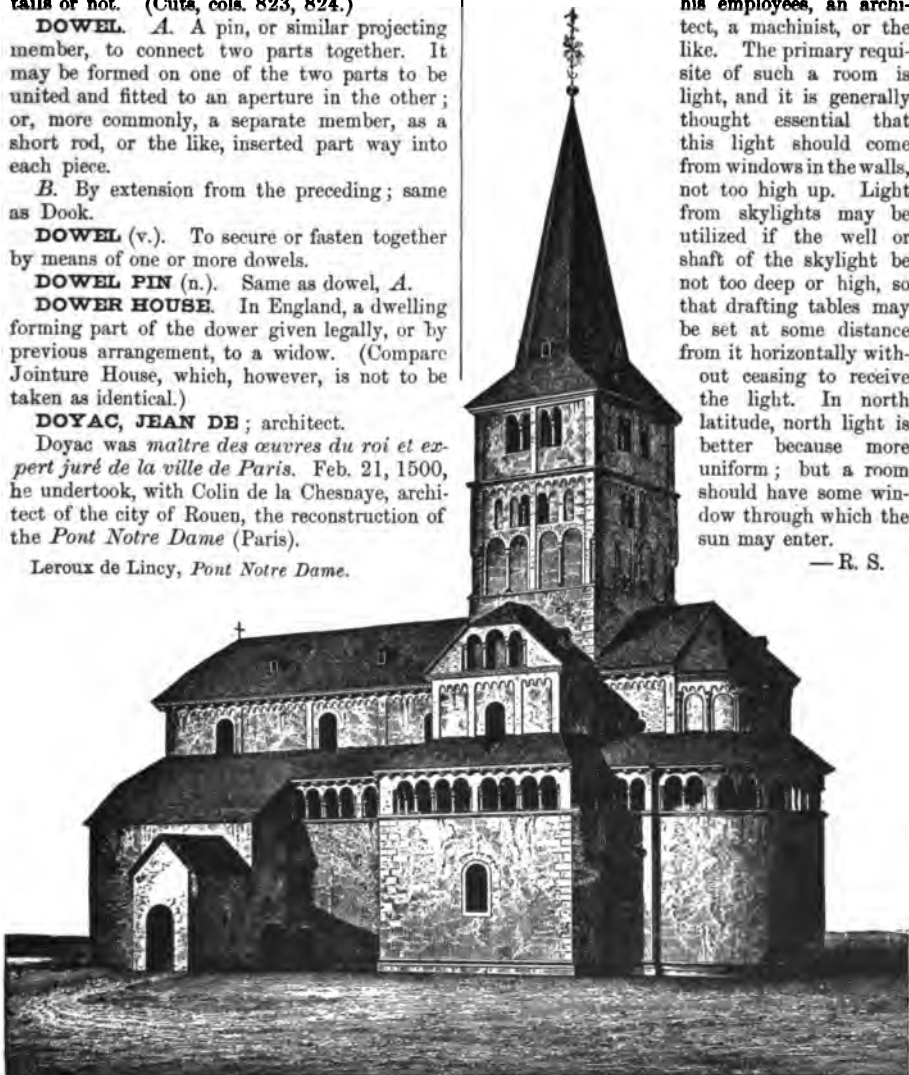 tails or not. (Cuts, cols. 823, 824.)
DOWEL. A. A pin, or similar projecting
member, to connect two parts together. It
may be formed on one of the two parts to be
united and fitted to an aperture in the other;
or, more commonly, a separate member, as a
short rod, or the like, inserted part way into
each piece.
B. By extension from the preceding; same
as Dook.
DOWEL (v.). To secure or fasten together
by means of one or more dowels.
DOWEL PIN (n.). Same as dowel, A.
DOWER HOUSE. In England, a dwelling
forming part of the dower given legally, or by
previous arrangement, to a widow. (Compare
Jointure House, which, however, is not to be
taken as identical.)
DOYAC, JEAN DE; architect.
Doyac was maître des œuvres du roi et ex-
pert juré de la ville de Paris. Feb. 21, 1500,
he undertook, with Colin de la Chesnaye, archi-
tect of the city of Rouen, the reconstruction of
the Pont Notre Dame (Paris).
Leroux de Lincy, Pont Notre Dame.
his employees, an archi-
tect, a machinist, or the
like. The primary requi-
site of such a room is
light, and it is generally
thought essential that
this light should come
from windows in the walls,
not too high up. Light
from skylights may be
utilized if the well or
shaft of the skylight be
not too deep or high, so
that drafting tables may
be set at some distance
from it horizontally with-
out ceasing to receive
the light. In north
latitude, north light is
better because more
uniform; but a room
should have some win-
dow through which the
sun may enter.
— R. S.